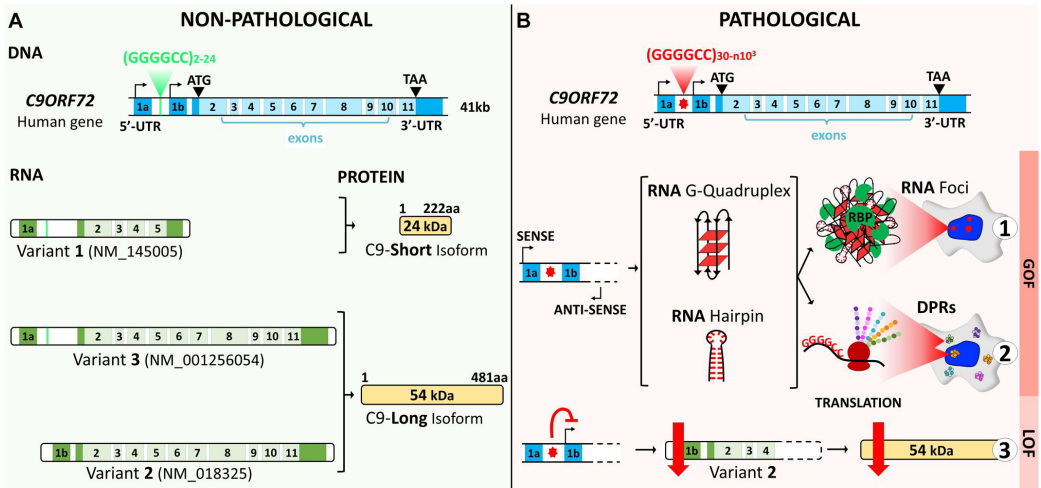 A
NON-PATHOLOGICAL
DNA
(GGGGCC)2-24
ATG
TAA
C9ORF72
Human gene
1a 1b 2 3 4 5 6 7 8 9 10 11
41kb
5’-UTR
3’-UTR
exons
RNA
PROTEIN
1a 2 3 4 5
Variant 1 (NM_145005)
1 222aa
24 kDa
C9-Short Isoform
1a 2 3 4 5 6 7 8 9 10 11
Variant 3 (NM_001256054)
1 481aa
54 kDa
C9-Long Isoform
1b 2 3 4 5 6 7 8 9 10 11
Variant 2 (NM_018325)
B
PATHOLOGICAL
(GGGGCC)30-n10³
ATG
TAA
C9ORF72
Human gene
1a 1b 2 3 4 5 6 7 8 9 10 11
5’-UTR
3’-UTR
exons
SENSE
1a 1b
ANTI-SENSE
RNA G-Quadruplex
RNA Hairpin
RBP
RNA Foci
1
GGGGCC
DPRs
2
GOF
TRANSLATION
1a 1b
1b 2 3 4
Variant 2
54 kDa
3
LOF